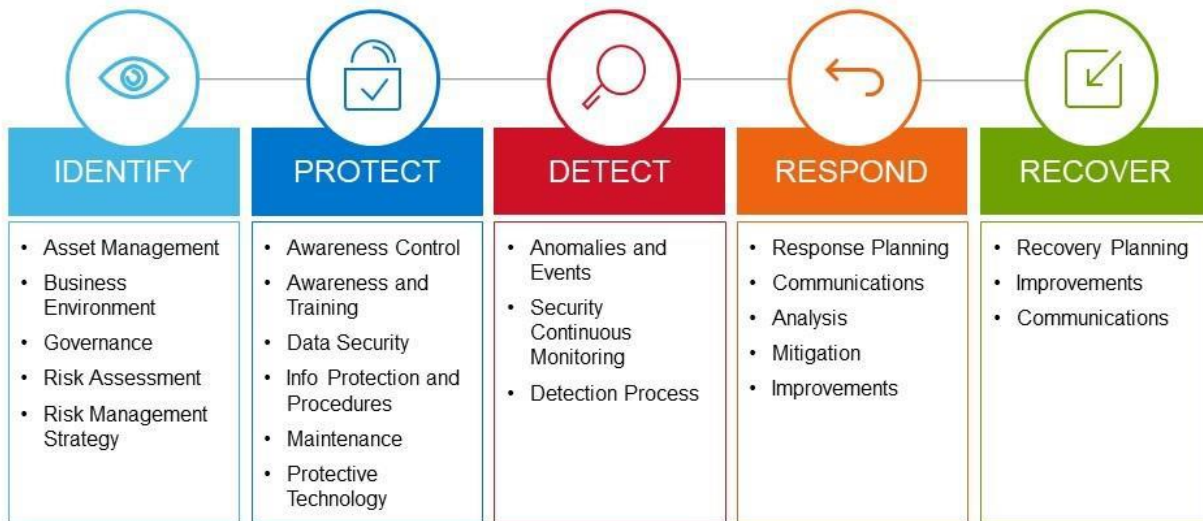 IDENTIFY
• Asset Management
• Business
Environment
• Governance
• Risk Assessment
• Risk Management
Strategy
PROTECT
• Awareness Control
• Awareness and
Training
• Data Security
• Info Protection and
Procedures
• Maintenance
• Protective
Technology
DETECT
• Anomalies and
Events
• Security
Continuous
Monitoring
• Detection Process
RESPOND
• Response Planning
• Communications
• Analysis
• Mitigation
• Improvements
RECOVER
• Recovery Planning
• Improvements
• Communications